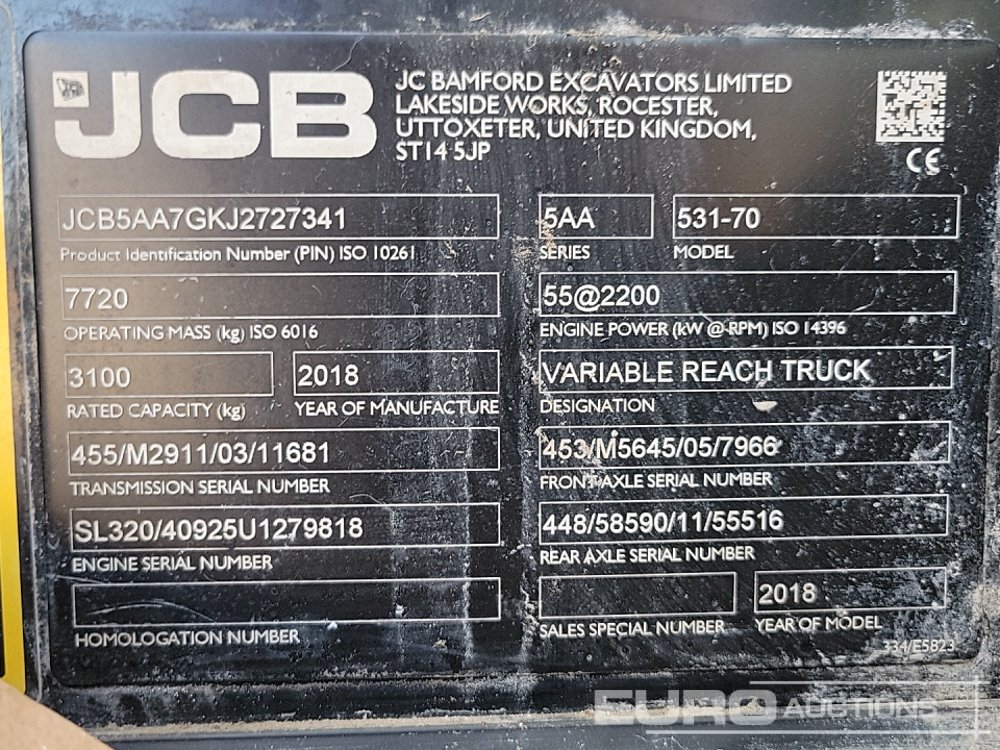 JCB
JC BAMFORD EXCAVATORS LIMITED
LAKESIDE WORKS, ROCESTER,
UTTOXETER, UNITED KINGDOM,
ST14 5JP
CE
JCB5AA7GKJ2727341
Product Identification Number (PIN) ISO 10261
5AA
SERIES
531-70
MODEL
7720
OPERATING MASS (kg) ISO 6016
55@2200
ENGINE POWER (kW @ RPM) ISO 14396
3100
RATED CAPACITY (kg)
2018
YEAR OF MANUFACTURE
VARIABLE REACH TRUCK
DESIGNATION
455/M2911/03/11681
TRANSMISSION SERIAL NUMBER
453/M5645/05/7966
FRONT AXLE SERIAL NUMBER
SL320/40925U1279818
ENGINE SERIAL NUMBER
448/58590/11/55516
REAR AXLE SERIAL NUMBER
HOMOLOGATION NUMBER
SALES SPECIAL NUMBER
2018
YEAR OF MODEL
334/E5823
EURO AUCTIONS